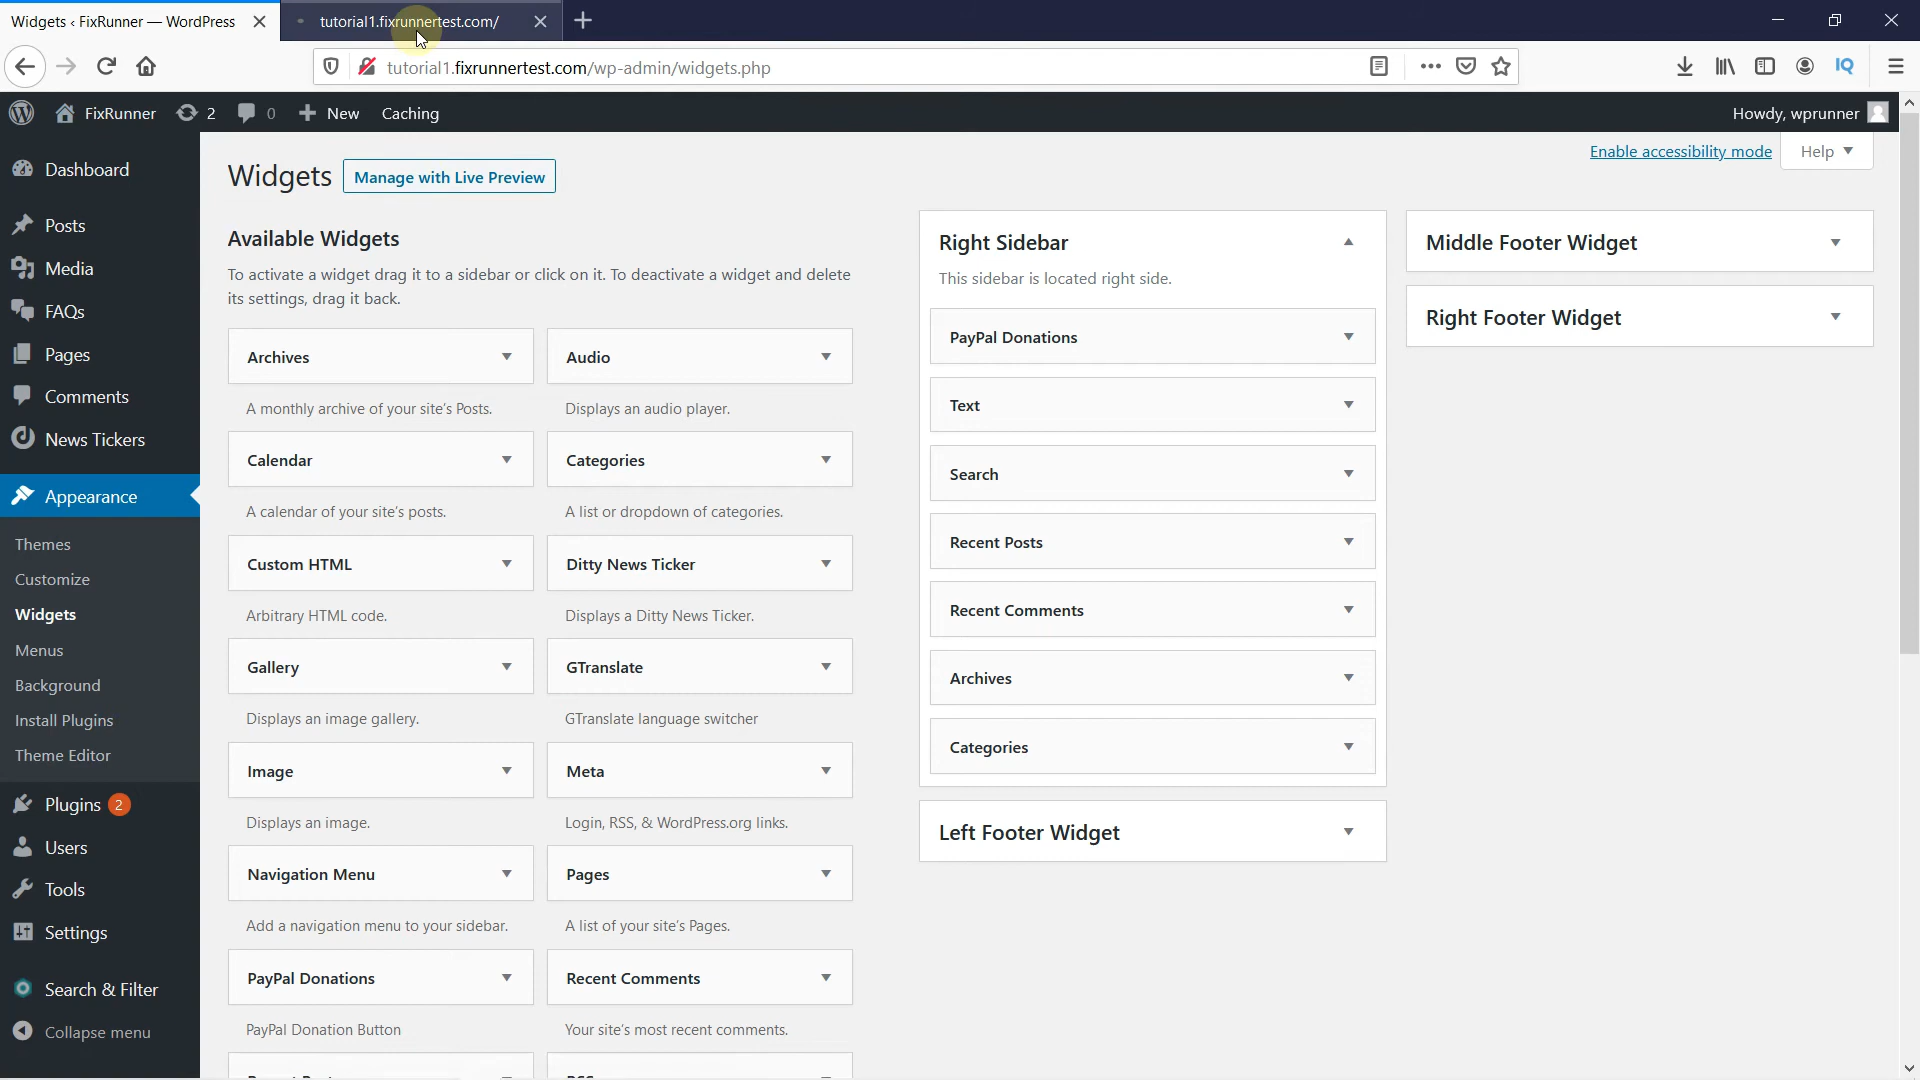 Widgets ‹ FixRunner — WordPress
tutorial1.fixrunnertest.com/
tutorial1.fixrunnertest.com/wp-admin/widgets.php
IQ
FixRunner
2
0
New
Caching
Howdy, wprunner
Dashboard
Posts
Media
FAQs
Pages
Comments
News Tickers
Appearance
Themes
Customize
Widgets
Menus
Background
Install Plugins
Theme Editor
Plugins 2
Users
Tools
Settings
Search & Filter
Collapse menu
Widgets
Manage with Live Preview
Enable accessibility mode
Help
Available Widgets
To activate a widget drag it to a sidebar or click on it. To deactivate a widget and delete
its settings, drag it back.
Archives
A monthly archive of your site's Posts.
Audio
Displays an audio player.
Calendar
A calendar of your site's posts.
Categories
A list or dropdown of categories.
Custom HTML
Arbitrary HTML code.
Ditty News Ticker
Displays a Ditty News Ticker.
Gallery
Displays an image gallery.
GTranslate
GTranslate language switcher
Image
Displays an image.
Meta
Login, RSS, & WordPress.org links.
Navigation Menu
Add a navigation menu to your sidebar.
Pages
A list of your site's Pages.
PayPal Donations
PayPal Donation Button
Recent Comments
Your site's most recent comments.
Right Sidebar
This sidebar is located right side.
PayPal Donations
Text
Search
Recent Posts
Recent Comments
Archives
Categories
Left Footer Widget
Middle Footer Widget
Right Footer Widget